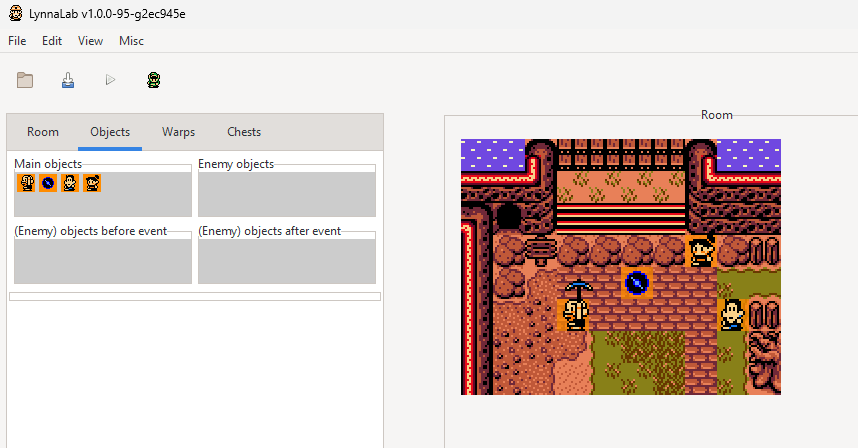 LynnaLab v1.0.0-95-g2ec945e
File Edit View Misc
Room Objects Warps Chests
Main objects
Enemy objects
(Enemy) objects before event
(Enemy) objects after event
Room